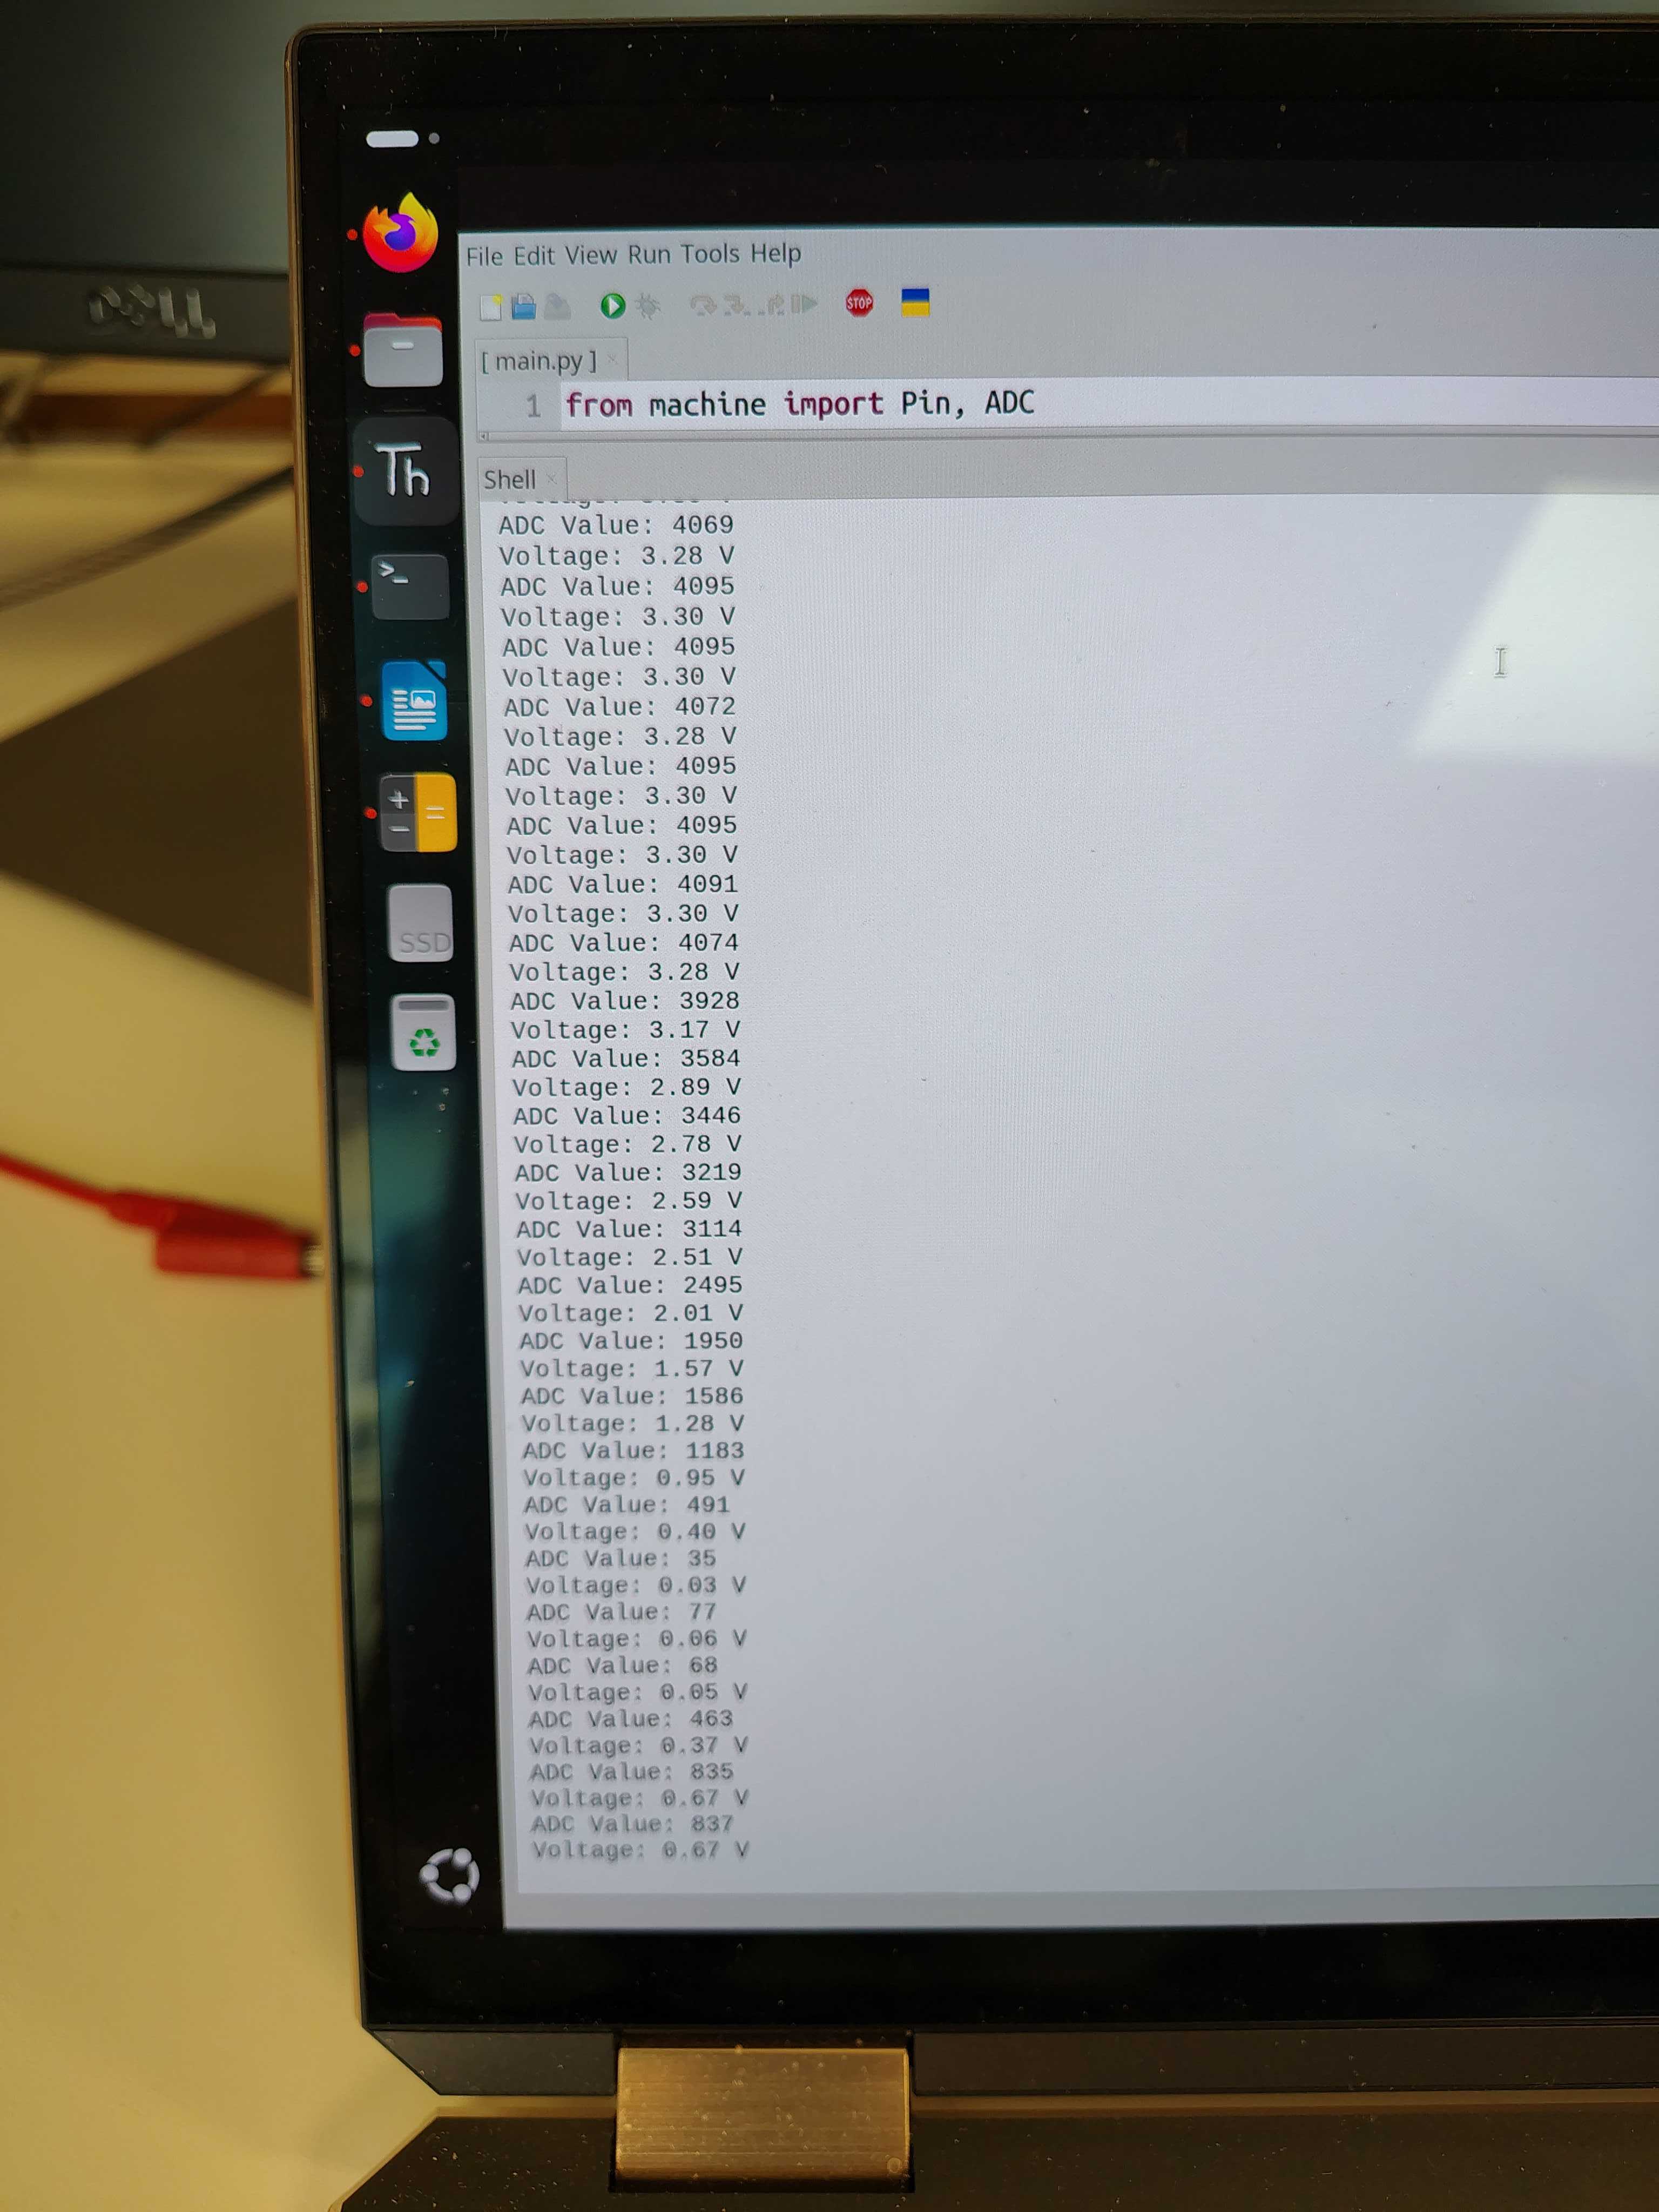 DELL
File Edit View Run Tools Help
STOP
[ main.py ]
1 from machine import Pin, ADC
Th
Shell
>_
ADC Value: 4069
Voltage: 3.28 V
ADC Value: 4095
Voltage: 3.30 V
ADC Value: 4095
Voltage: 3.30 V
ADC Value: 4072
Voltage: 3.28 V
ADC Value: 4095
Voltage: 3.30 V
ADC Value: 4095
Voltage: 3.30 V
ADC Value: 4091
Voltage: 3.30 V
SSD
ADC Value: 4074
Voltage: 3.28 V
ADC Value: 3928
Voltage: 3.17 V
ADC Value: 3584
Voltage: 2.89 V
ADC Value: 3446
Voltage: 2.78 V
ADC Value: 3219
Voltage: 2.59 V
ADC Value: 3114
Voltage: 2.51 V
ADC Value: 2495
Voltage: 2.01 V
ADC Value: 1950
Voltage: 1.57 V
ADC Value: 1586
Voltage: 1.28 V
ADC Value: 1183
Voltage: 0.95 V
ADC Value: 491
Voltage: 0.40 V
ADC Value: 35
Voltage: 0.03 V
ADC Value: 77
Voltage: 0.06 V
ADC Value: 68
Voltage: 0.05 V
ADC Value: 463
Voltage: 0.37 V
ADC Value: 835
Voltage: 0.67 V
ADC Value: 837
Voltage: 0.67 V